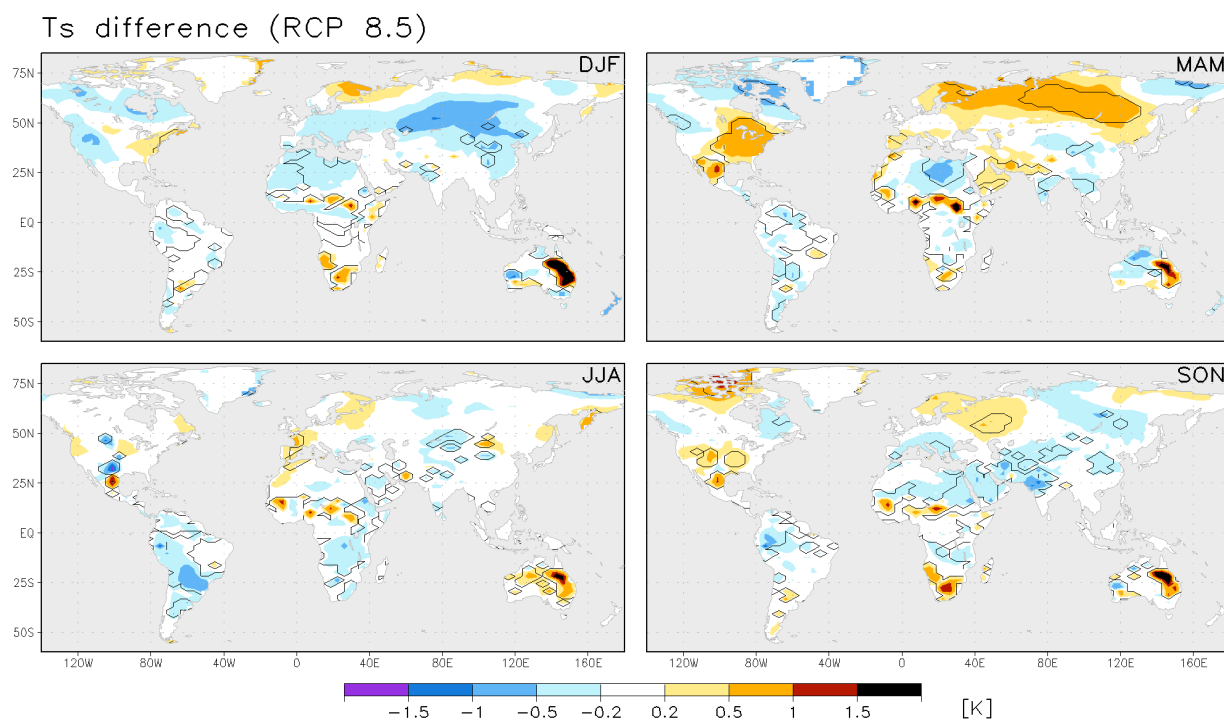 Ts difference (RCP 8.5)
DJF
MAM
75N
50N
25N
EQ
25S
50S
JJA
SON
75N
50N
25N
EQ
25S
50S
120W 80W 40W 0 40E 80E 120E 160E
120W 80W 40W 0 40E 80E 120E 160E
−1.5 −1 −0.5 −0.2 0.2 0.5 1 1.5 [K]